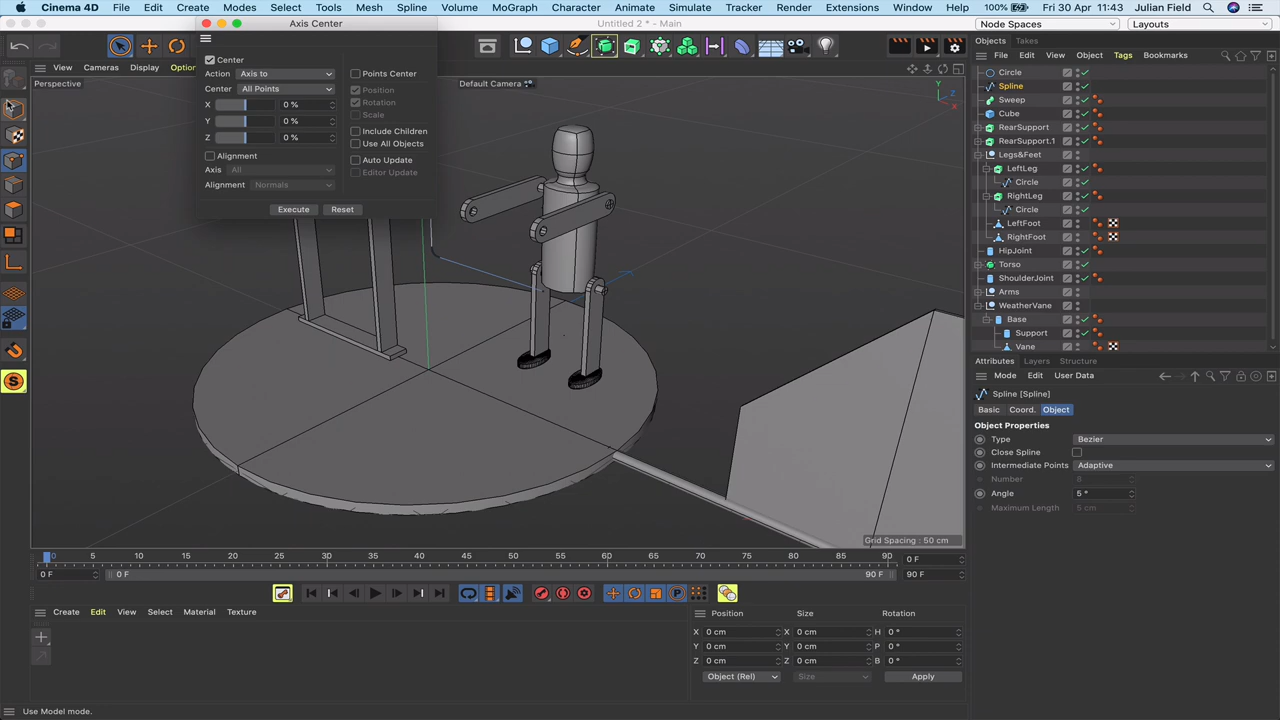 Cinema 4D File Edit Create Modes Select Tools Mesh Spline Volume MoGraph Character Animate Simulate Tracker Render Extensions Window 100% Fri 30 Apr 11:43 Julian Field
Axis Center
Untitled 2 * - Main
Node Spaces
Layouts
Objects Takes
File Edit View Object Tags Bookmarks
View Cameras Display Optio
Perspective
Default Camera
Center
Action Axis to
Center All Points
X 0 %
Y 0 %
Z 0 %
Alignment
Axis All
Alignment Normals
Points Center
Position
Rotation
Scale
Include Children
Use All Objects
Auto Update
Editor Update
Execute Reset
Y
Z
X
Circle
Spline
Sweep
Cube
RearSupport
RearSupport.1
Legs&Feet
LeftLeg
Circle
RightLeg
Circle
LeftFoot
RightFoot
HipJoint
Torso
ShoulderJoint
Arms
WeatherVane
Base
Support
Vane
Attributes Layers Structure
Mode Edit User Data
Spline [Spline]
Basic Coord. Object
Object Properties
Type Bezier
Close Spline
Intermediate Points Adaptive
Number 8
Angle 5 °
Maximum Length 5 cm
Grid Spacing : 50 cm
0 5 10 15 20 25 30 35 40 45 50 55 60 65 70 75 80 85 90 0 F
0 F 0 F 90 F 90 F
Create Edit View Select Material Texture
Position Size Rotation
X 0 cm X 0 cm H 0 °
Y 0 cm Y 0 cm P 0 °
Z 0 cm Z 0 cm B 0 °
Object (Rel) Size Apply
Use Model mode.